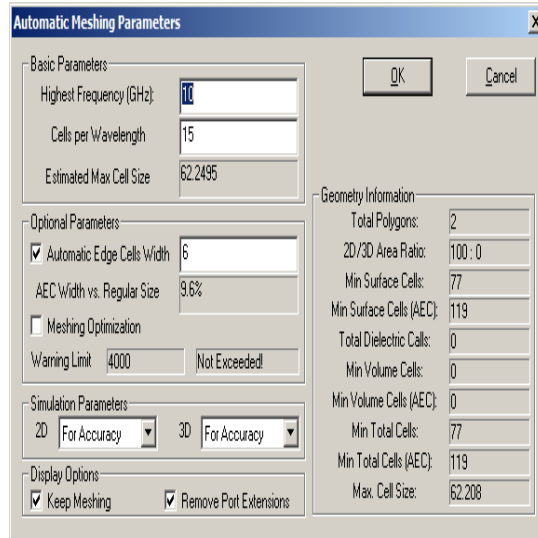 Automatic Meshing Parameters
Basic Parameters
Highest Frequency (GHz): 10
Cells per Wavelength 15
Estimated Max Cell Size 62.2495
OK Cancel
Optional Parameters
Automatic Edge Cells Width 6
AEC Width vs. Regular Size 9.6%
Meshing Optimization
Warning Limit 4000 Not Exceeded!
Simulation Parameters
2D For Accuracy 3D For Accuracy
Display Options
Keep Meshing Remove Port Extensions
Geometry Information
Total Polygons: 2
2D/3D Area Ratio: 100 : 0
Min Surface Cells: 77
Min Surface Cells (AEC): 119
Total Dielectric Calls: 0
Min Volume Cells: 0
Min Volume Cells (AEC): 0
Min Total Cells: 77
Min Total Cells (AEC): 119
Max. Cell Size: 62.208